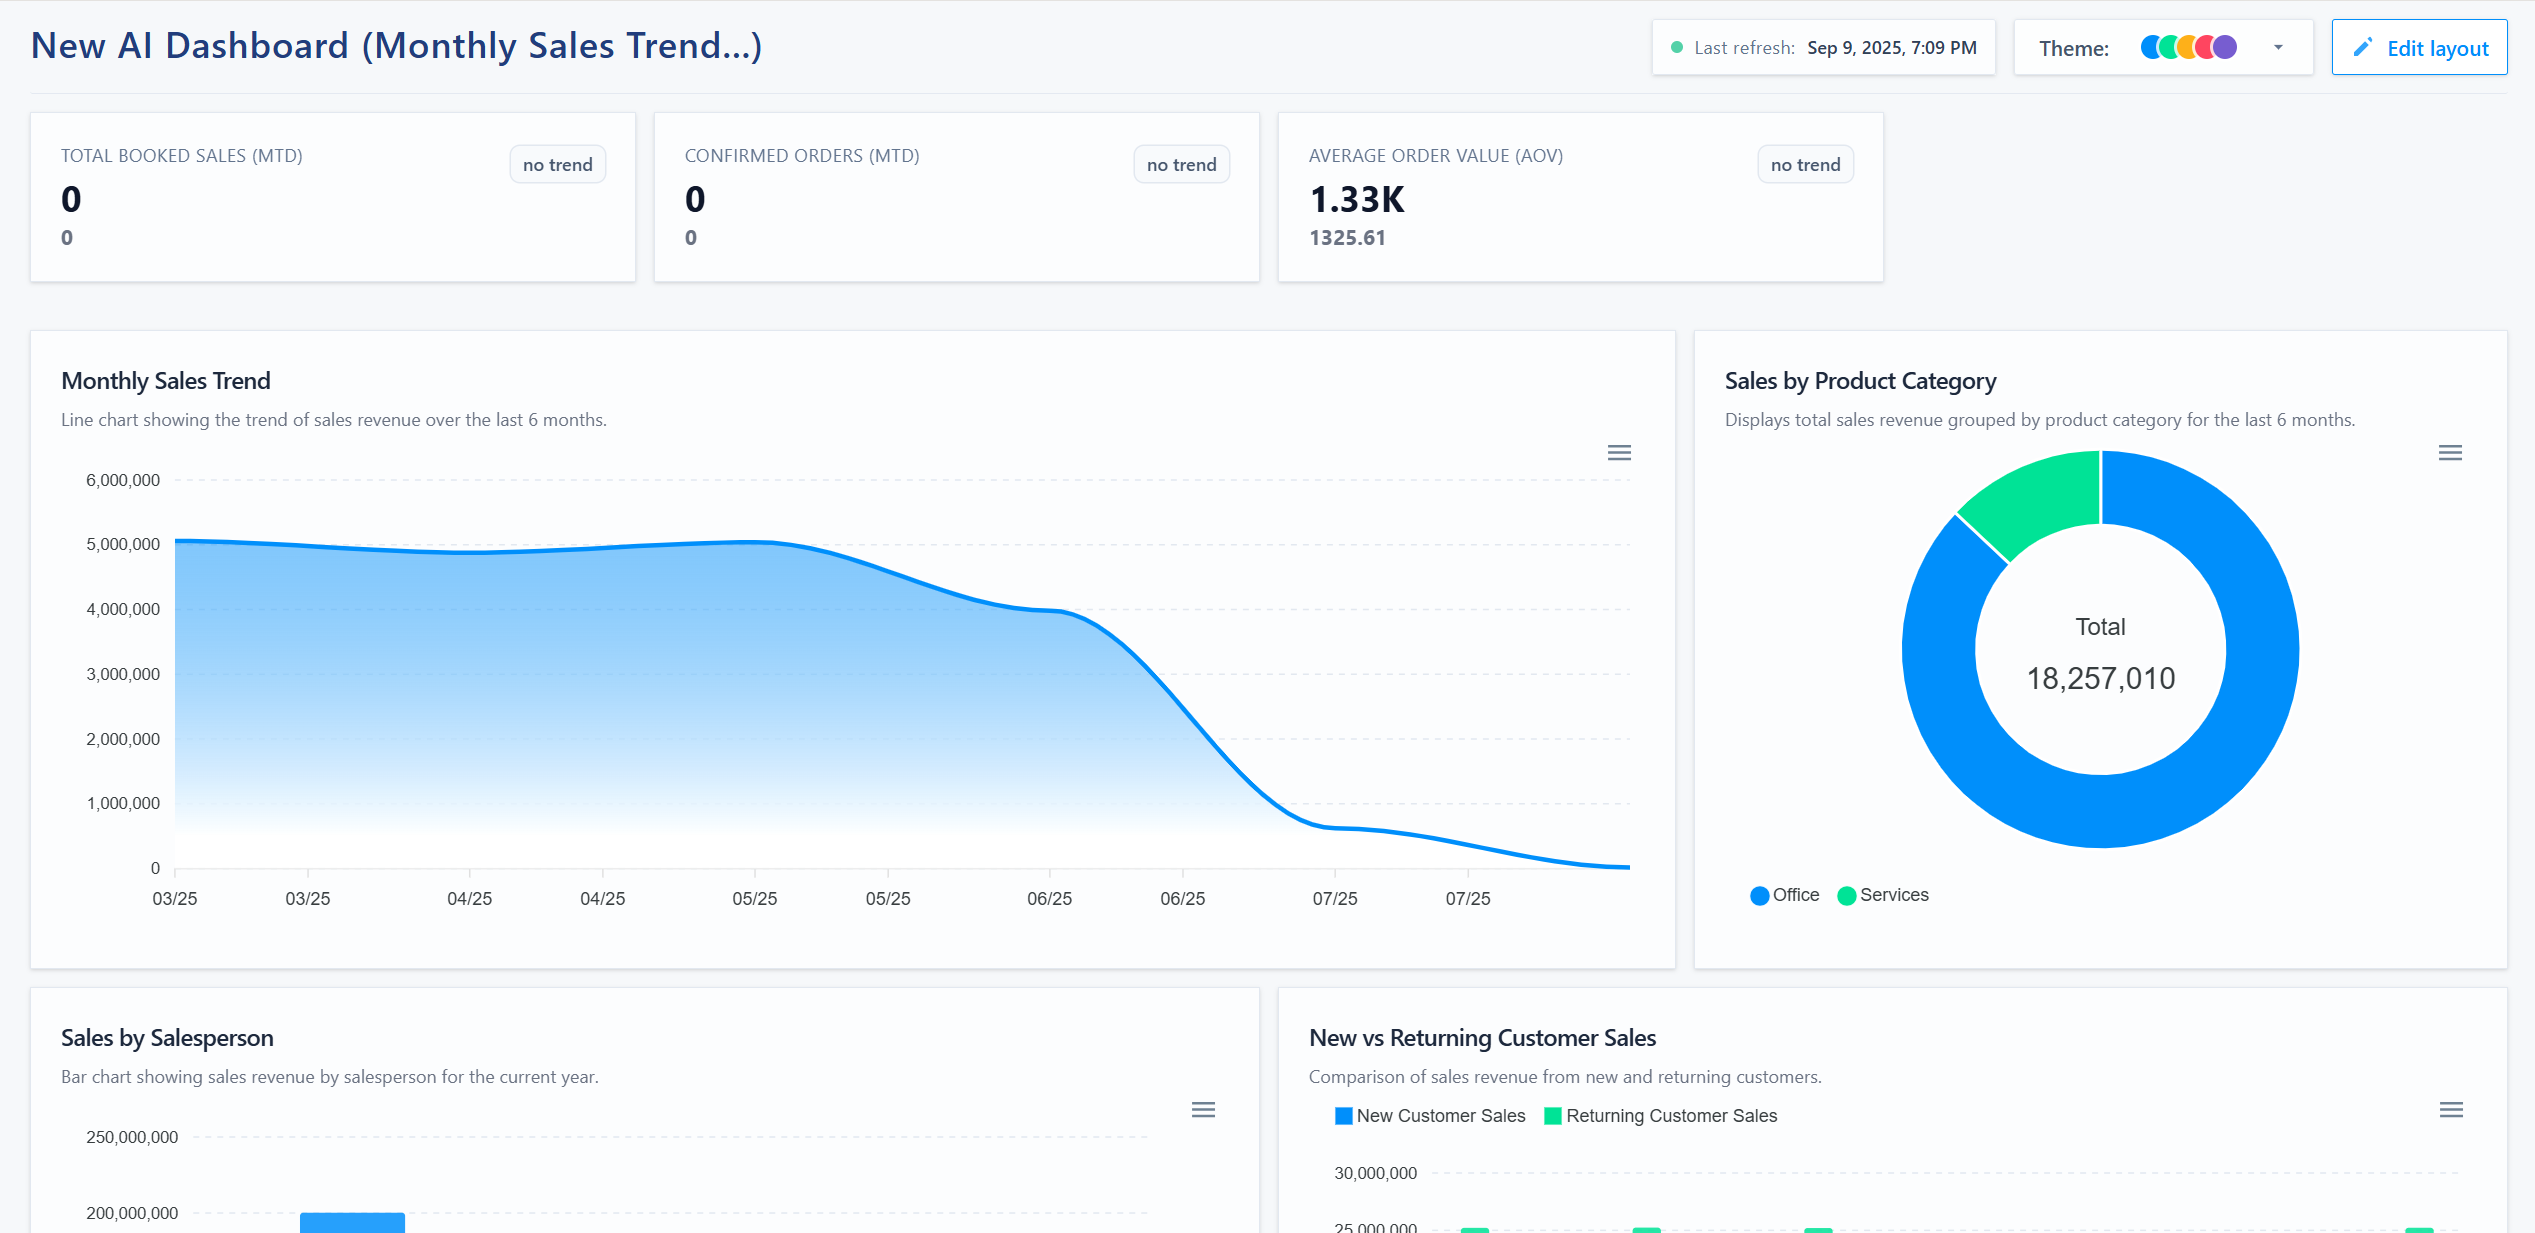 New AI Dashboard (Monthly Sales Trend...)
Last refresh: Sep 9, 2025, 7:09 PM
Theme:
Edit layout
TOTAL BOOKED SALES (MTD)
no trend
0
0
CONFIRMED ORDERS (MTD)
no trend
0
0
AVERAGE ORDER VALUE (AOV)
no trend
1.33K
1325.61
Monthly Sales Trend
Line chart showing the trend of sales revenue over the last 6 months.
6,000,000
5,000,000
4,000,000
3,000,000
2,000,000
1,000,000
0
03/25 03/25 04/25 04/25 05/25 05/25 06/25 06/25 07/25 07/25
Sales by Product Category
Displays total sales revenue grouped by product category for the last 6 months.
Total
18,257,010
Office Services
Sales by Salesperson
Bar chart showing sales revenue by salesperson for the current year.
250,000,000
200,000,000
New vs Returning Customer Sales
Comparison of sales revenue from new and returning customers.
New Customer Sales Returning Customer Sales
30,000,000
25,000,000